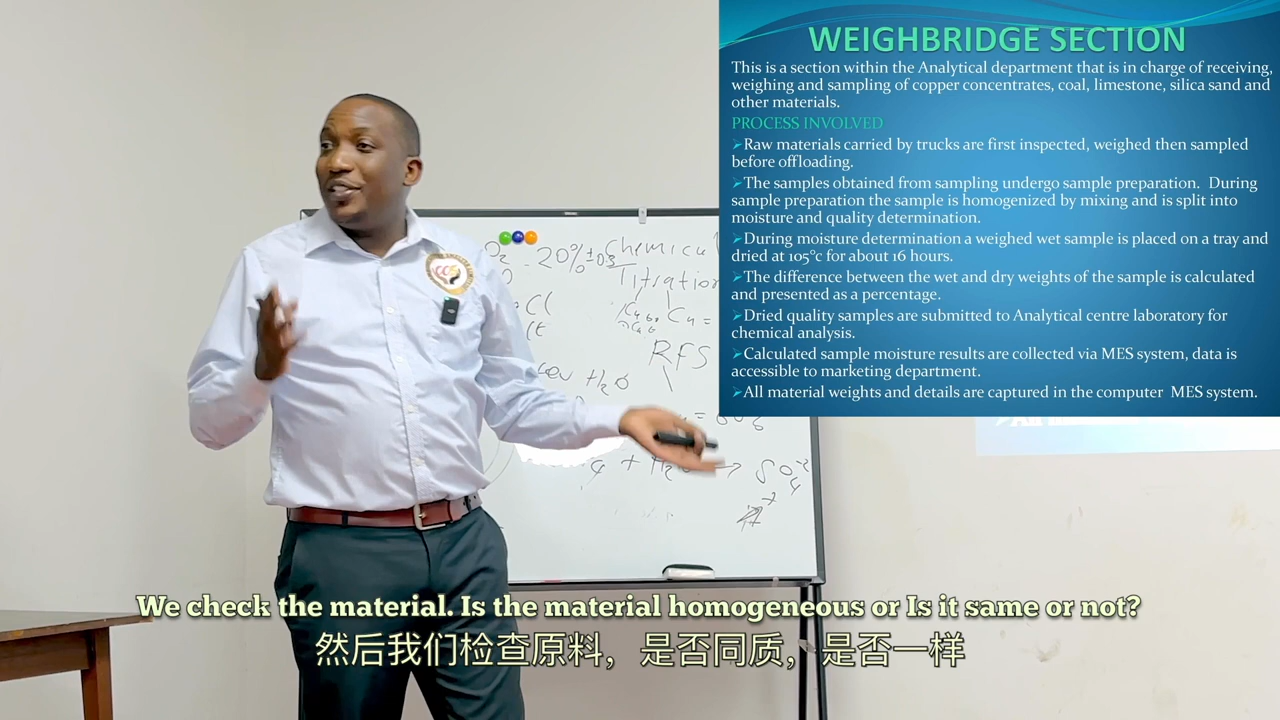 WEIGHBRIDGE SECTION
This is a section within the Analytical department that is in charge of receiving,
weighing and sampling of copper concentrates, coal, limestone, silica sand and
other materials.
PROCESS INVOLVED
➢Raw materials carried by trucks are first inspected, weighed then sampled
before offloading.
➢The samples obtained from sampling undergo sample preparation. During
sample preparation the sample is homogenized by mixing and is split into
moisture and quality determination.
➢During moisture determination a weighed wet sample is placed on a tray and
dried at 105°c for about 16 hours.
➢The difference between the wet and dry weights of the sample is calculated
and presented as a percentage.
➢Dried quality samples are submitted to Analytical centre laboratory for
chemical analysis.
➢Calculated sample moisture results are collected via MES system, data is
accessible to marketing department.
➢All material weights and details are captured in the computer MES system.
CCS
20%
Chemical
Titration
RFS
We check the material. Is the material homogeneous or Is it same or not?
然后我们检查原料，是否同质，是否一样